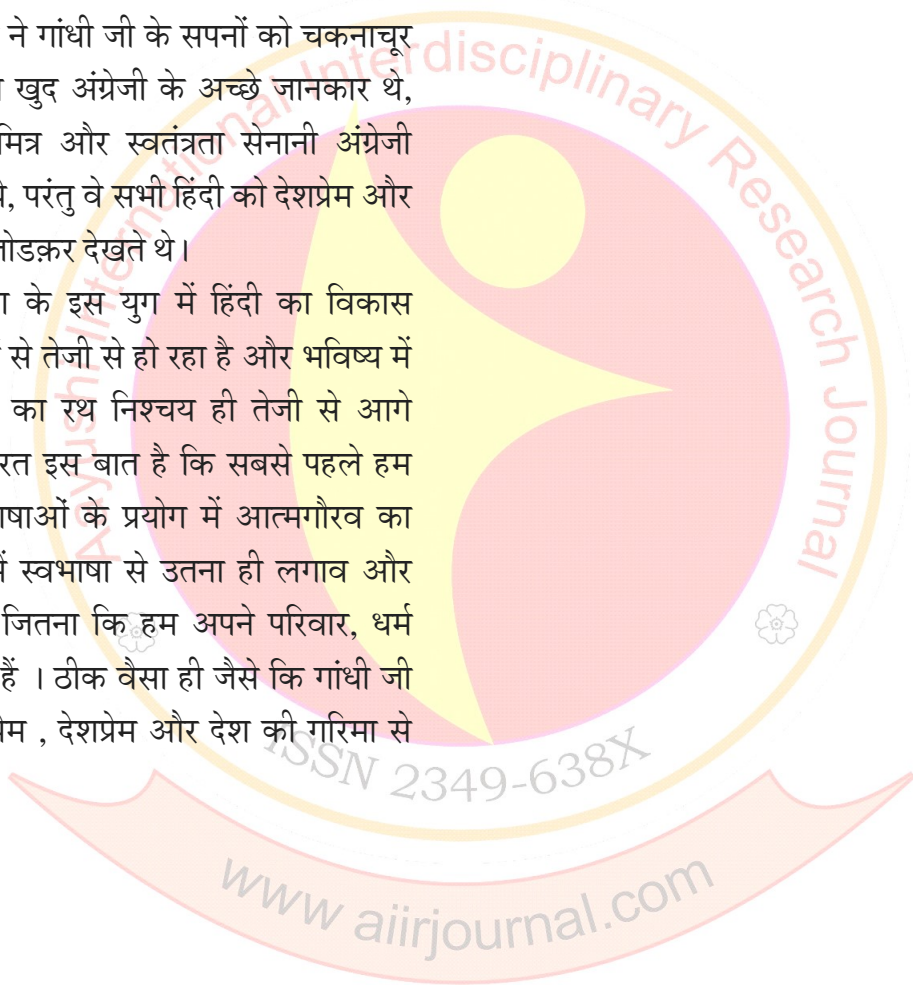 ने गांधी जी के सपनों को चकनाचूर
खुद अंग्रेजी के अच्छे जानकार थे,
मित्र और स्वतंत्रता सेनानी अंग्रेजी
परंतु वे सभी हिंदी को देशप्रेम और
देखते थे।
के इस युग में हिंदी का विकास
से तेजी से हो रहा है और भविष्य में
का रथ निश्चय ही तेजी से आगे
इस बात है कि सबसे पहले हम
के प्रयोग में आत्मगौरव का
स्वभाषा से उतना ही लगाव और
जितना कि हम अपने परिवार, धर्म
हैं । ठीक वैसा ही जैसे कि गांधी जी
, देशप्रेम और देश की गरिमा से
Aayushi International Interdisciplinary Research Journal
ISSN 2349-638X
www aiirjournal.com